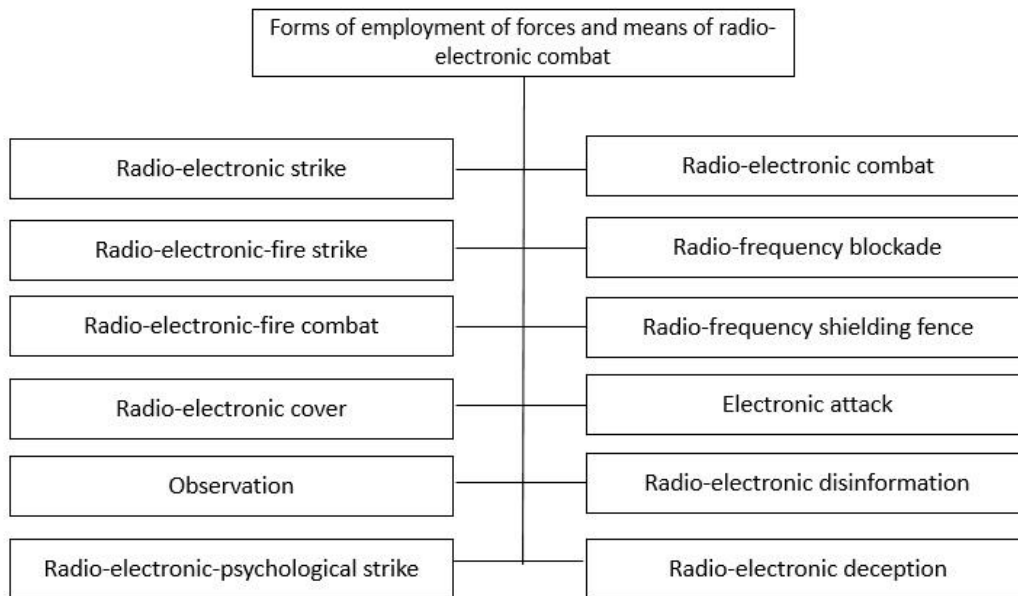 Forms of employment of forces and means of radio-
electronic combat
Radio-electronic strike
Radio-electronic combat
Radio-electronic-fire strike
Radio-frequency blockade
Radio-electronic-fire combat
Radio-frequency shielding fence
Radio-electronic cover
Electronic attack
Observation
Radio-electronic disinformation
Radio-electronic-psychological strike
Radio-electronic deception